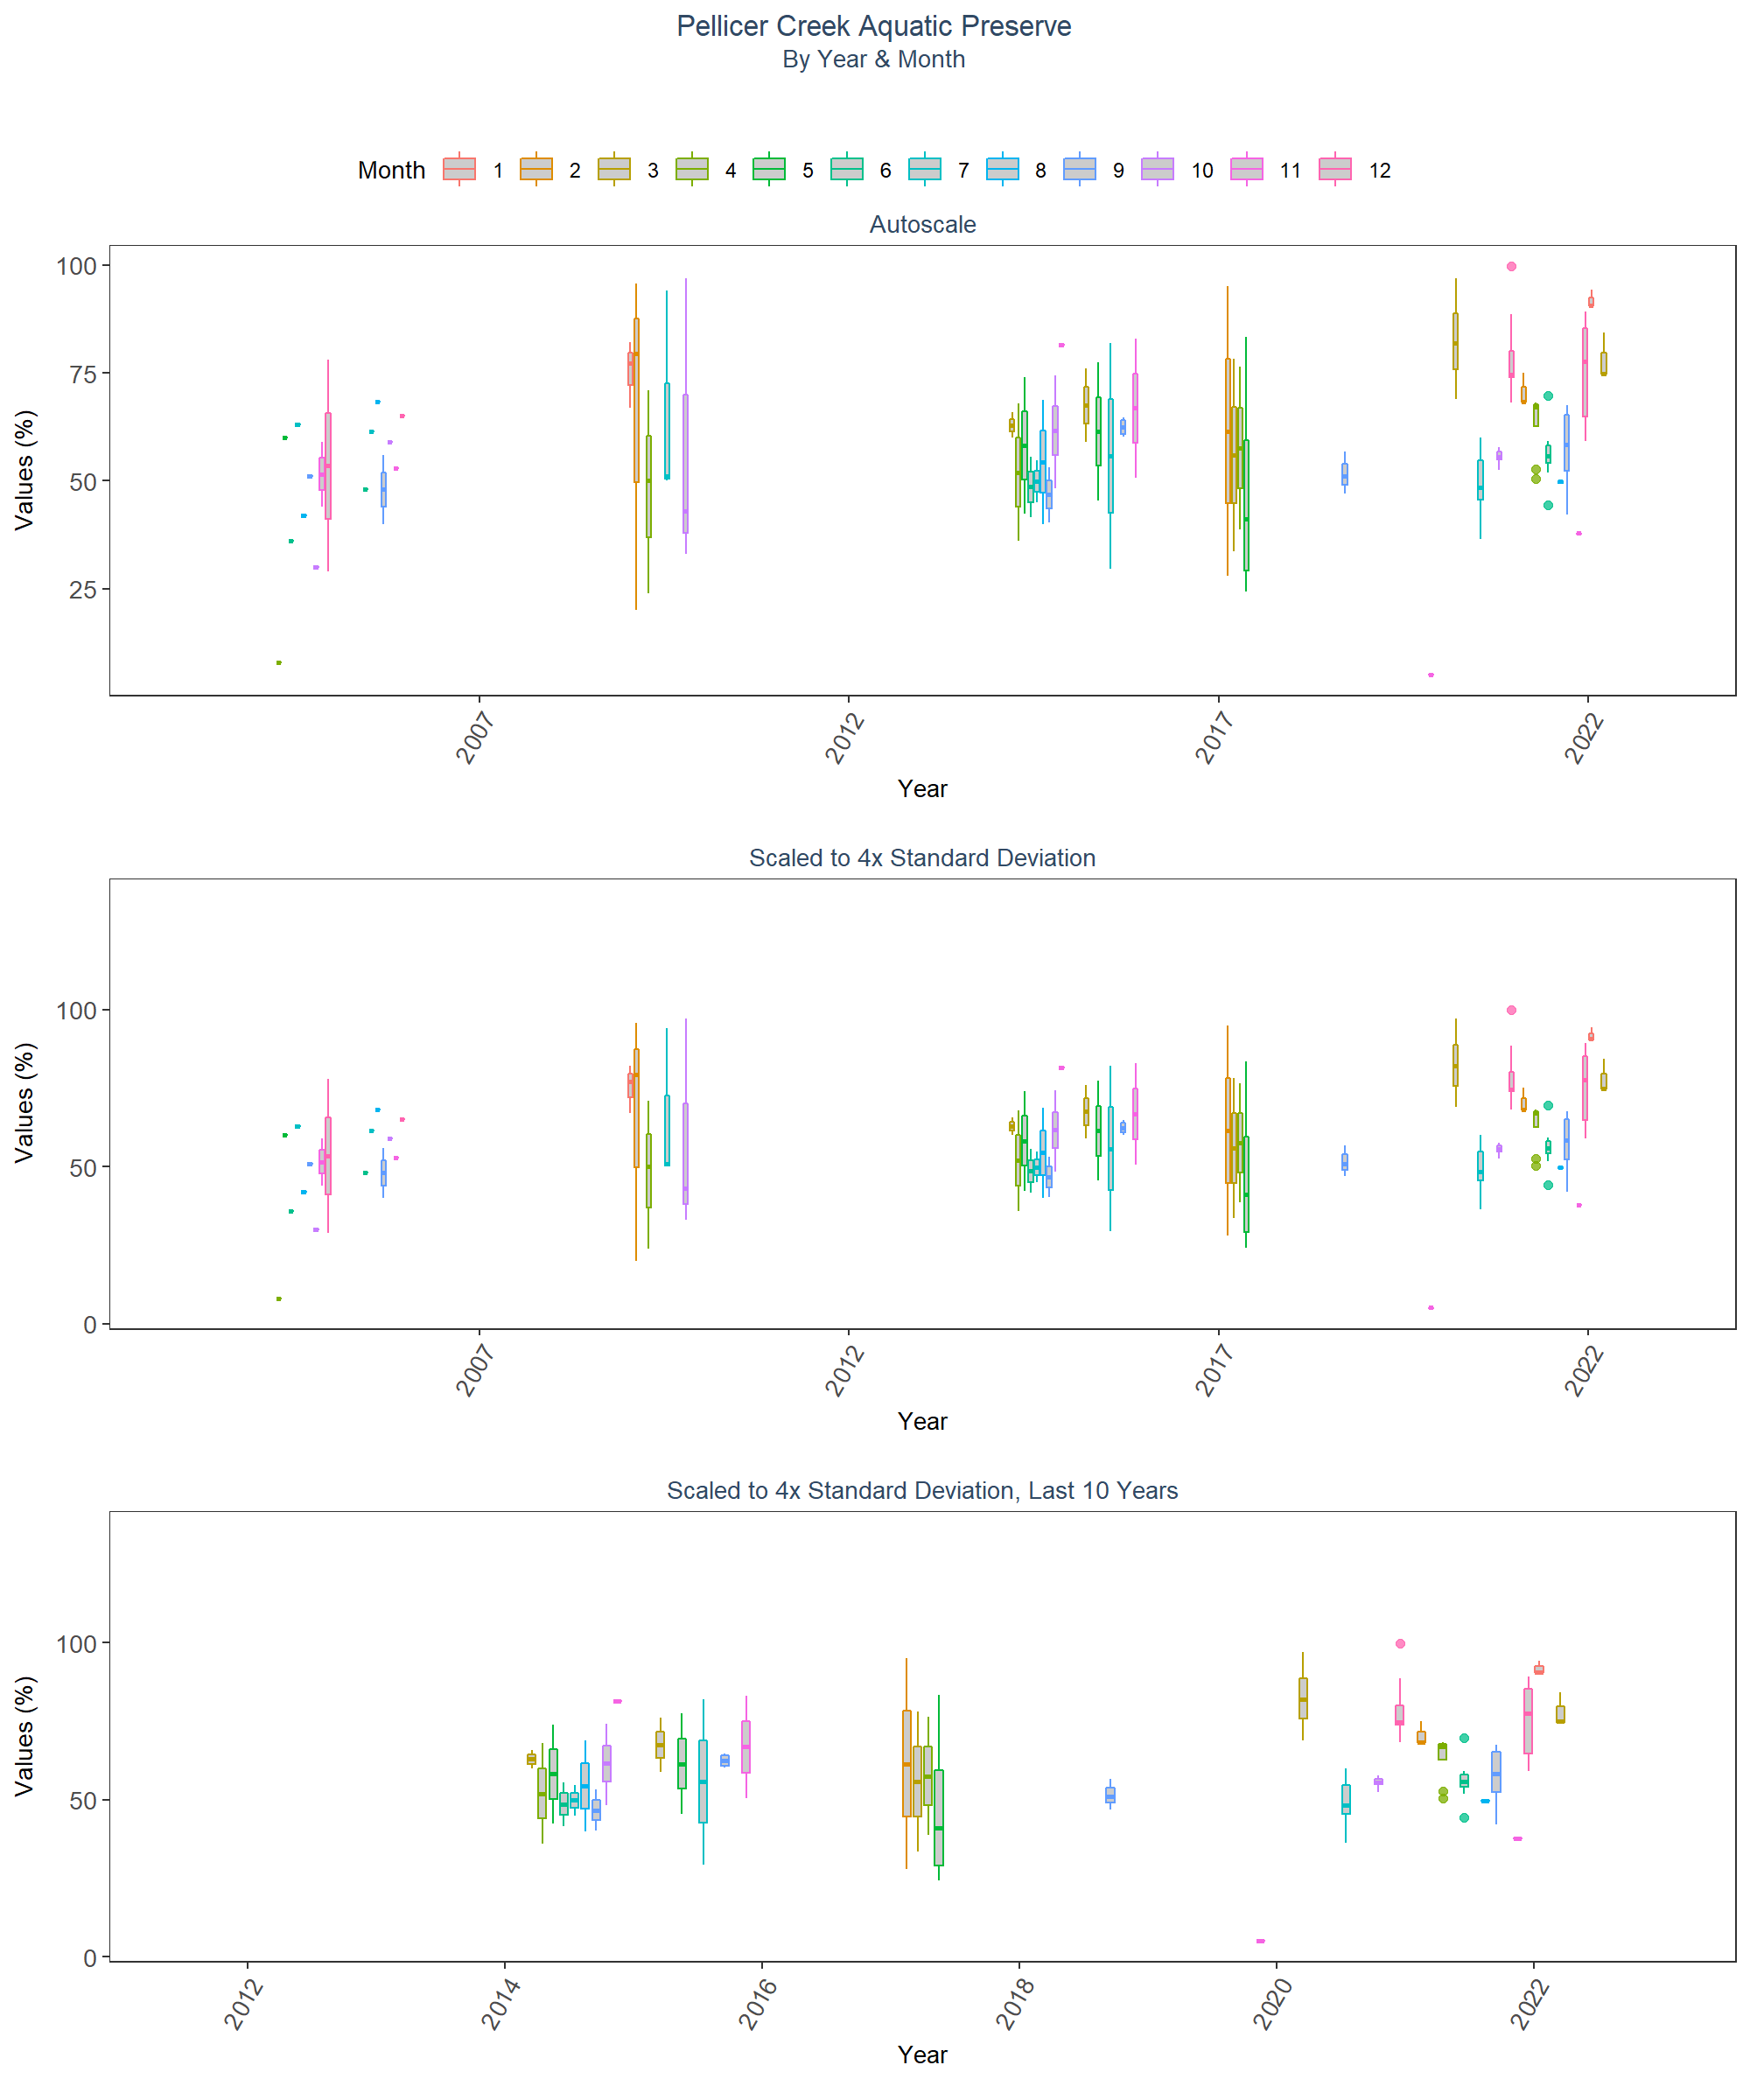 Pellicer Creek Aquatic Preserve
By Year & Month
Month 1 2 3 4 5 6 7 8 9 10 11 12
Autoscale
100
75
50
25
Values (%)
2007 2012 2017 2022
Year
Scaled to 4x Standard Deviation
100
50
0
Values (%)
2007 2012 2017 2022
Year
Scaled to 4x Standard Deviation, Last 10 Years
100
50
0
Values (%)
2012 2014 2016 2018 2020 2022
Year